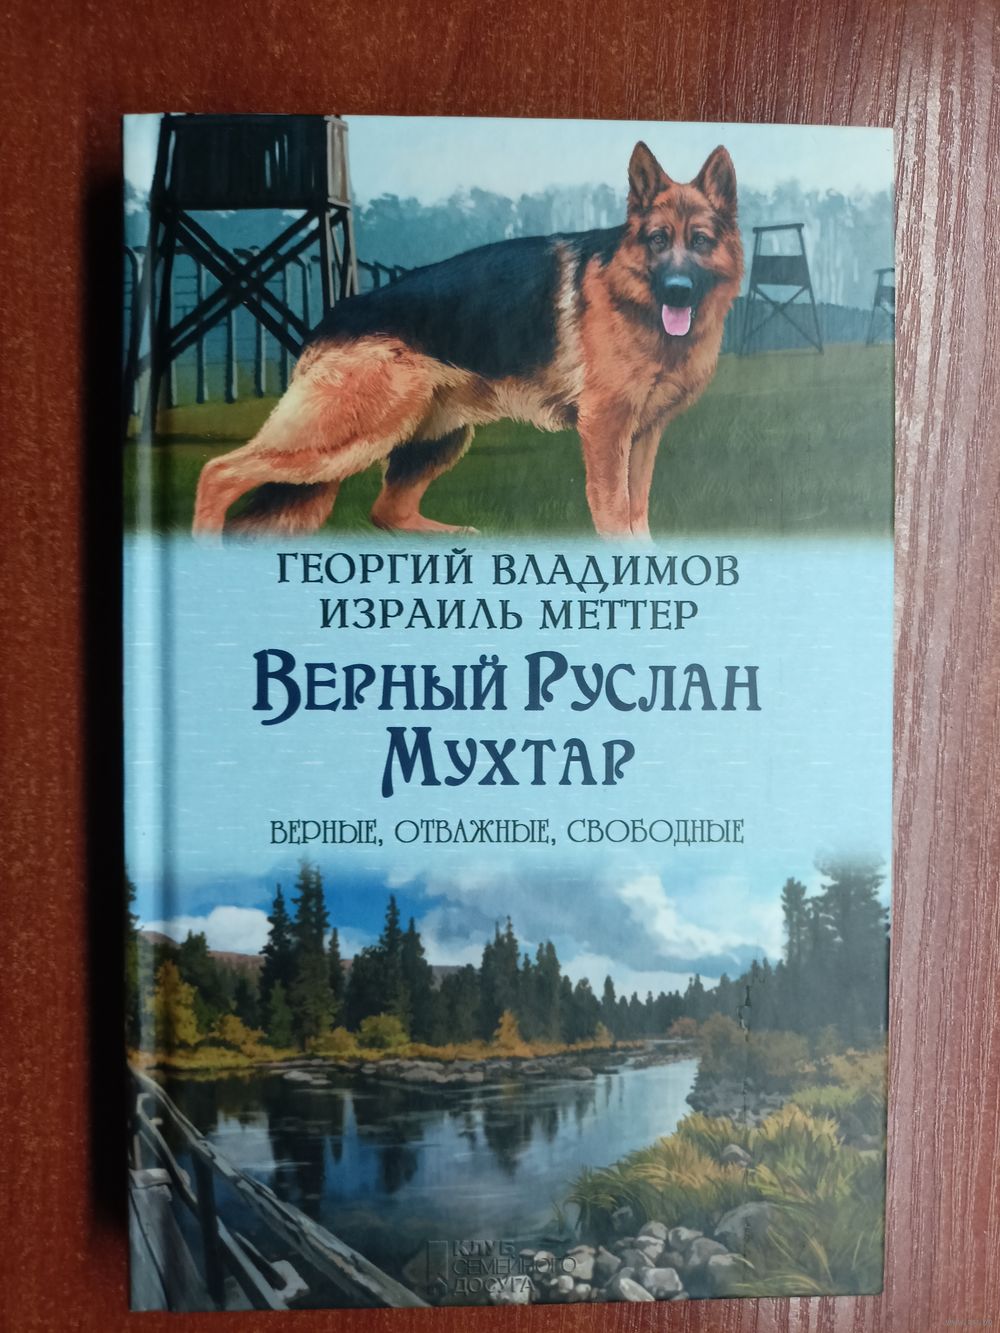 ГЕОРГИЙ ВЛАДИМОВ
ИЗРАИЛЬ МЕТТЕР
ВЕРНЫЙ РУСЛАН
МУХТАР
ВЕРНЫЕ, ОТВАЖНЫЕ, СВОБОДНЫЕ
КЛУБ
СЕМЕЙНОГО
ДОСУГА